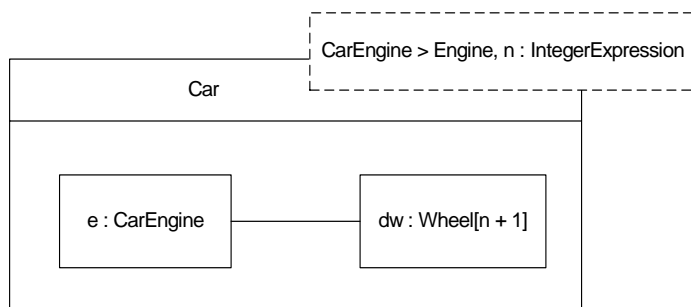 CarEngine > Engine, n : IntegerExpression
Car
e : CarEngine
dw : Wheel[n + 1]